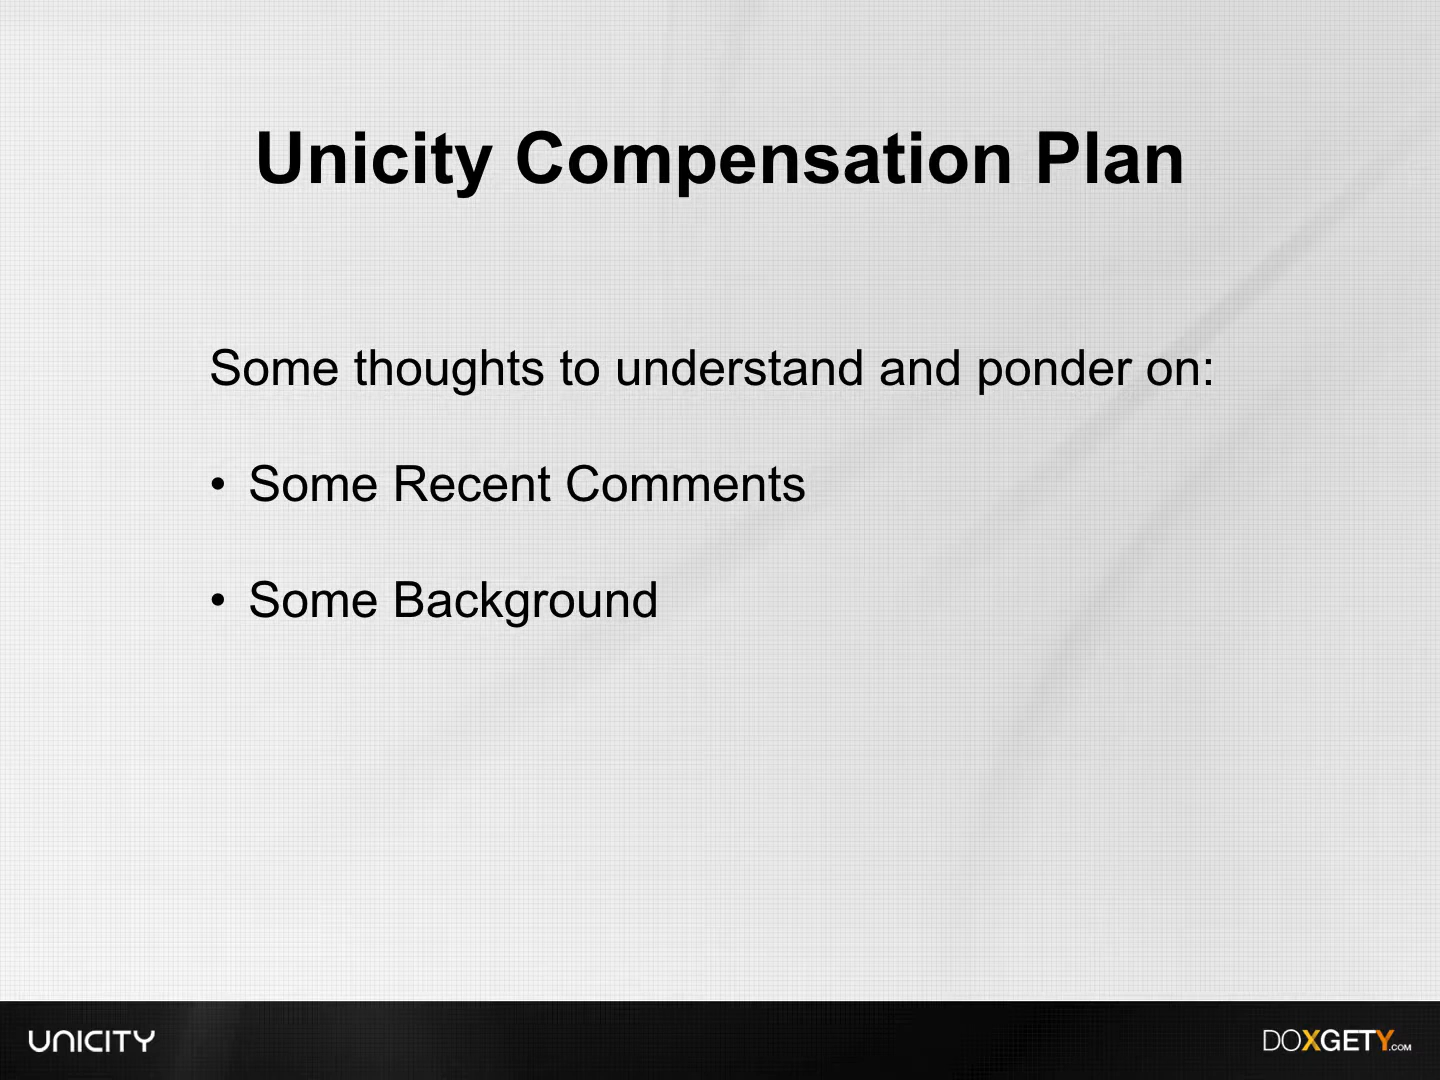 Unicity Compensation Plan
Some thoughts to understand and ponder on:
• Some Recent Comments
• Some Background
UNICITY
DOXGETY.COM